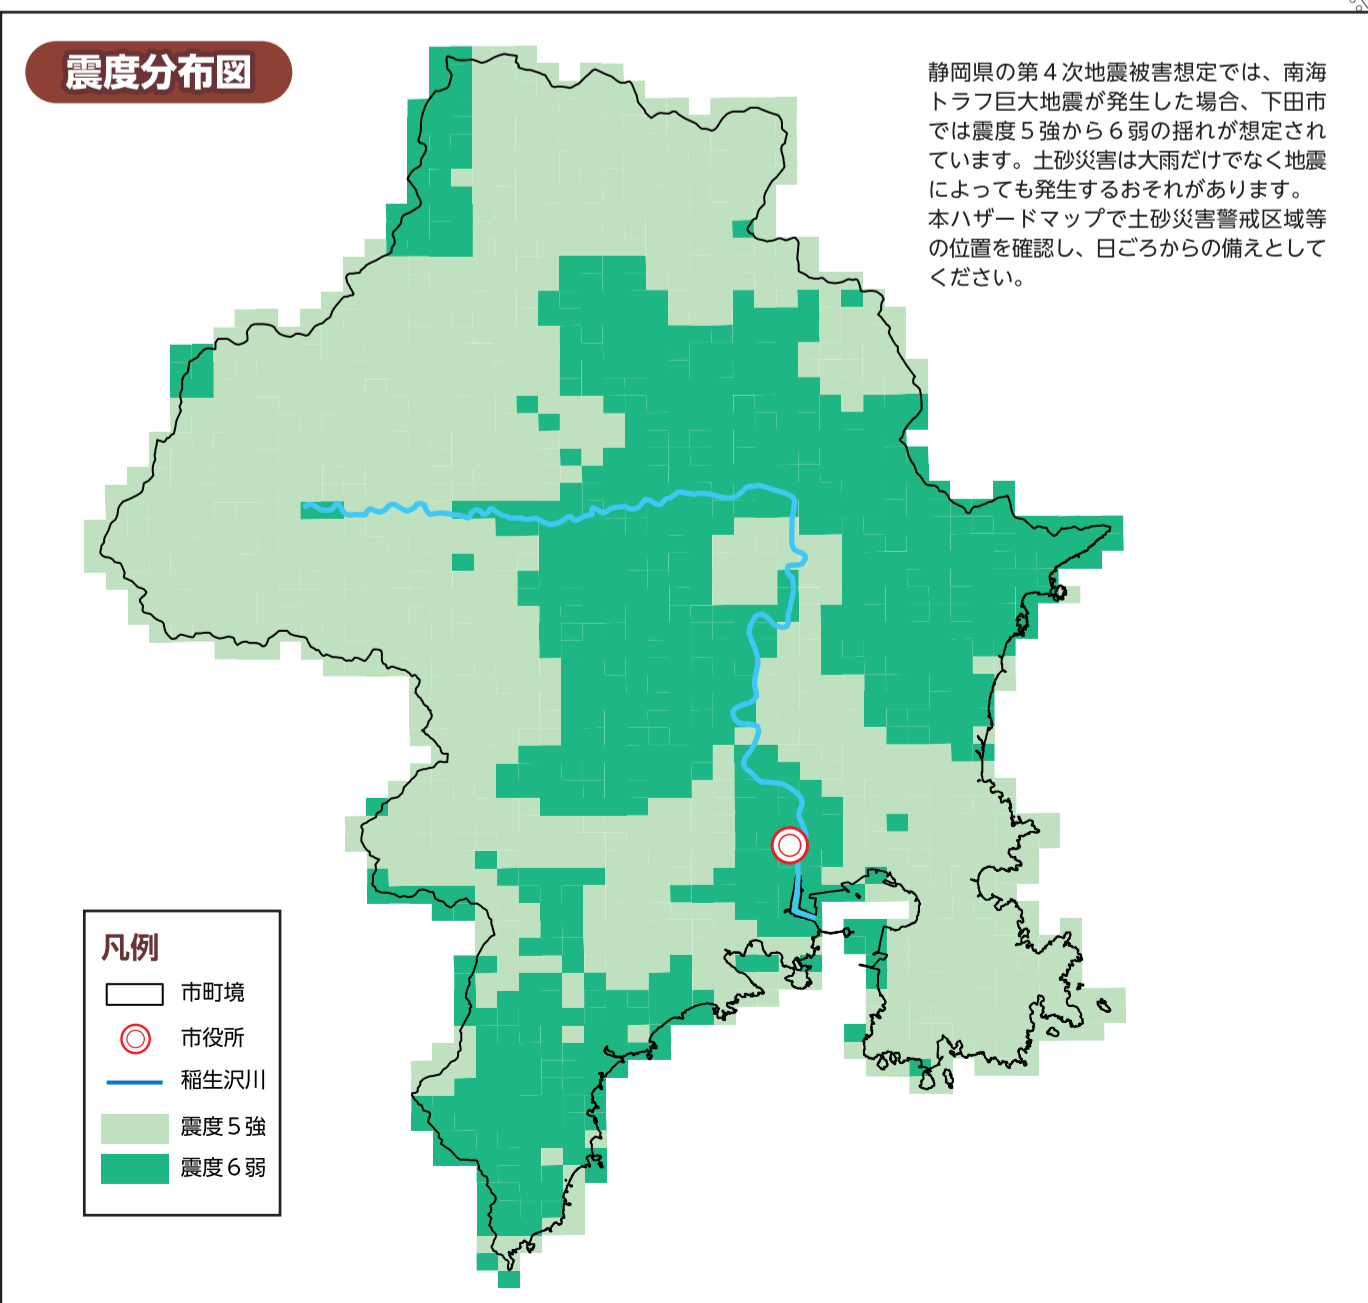 震度分布図
静岡県の第４次地震被害想定では、南海
トラフ巨大地震が発生した場合、下田市
では震度５強から６弱の揺れが想定され
ています。土砂災害は大雨だけでなく地震
によっても発生するおそれがあります。
本ハザードマップで土砂災害警戒区域等
の位置を確認し、日ごろからの備えとして
ください。
凡例
市町境
市役所
稲生沢川
震度５強
震度６弱